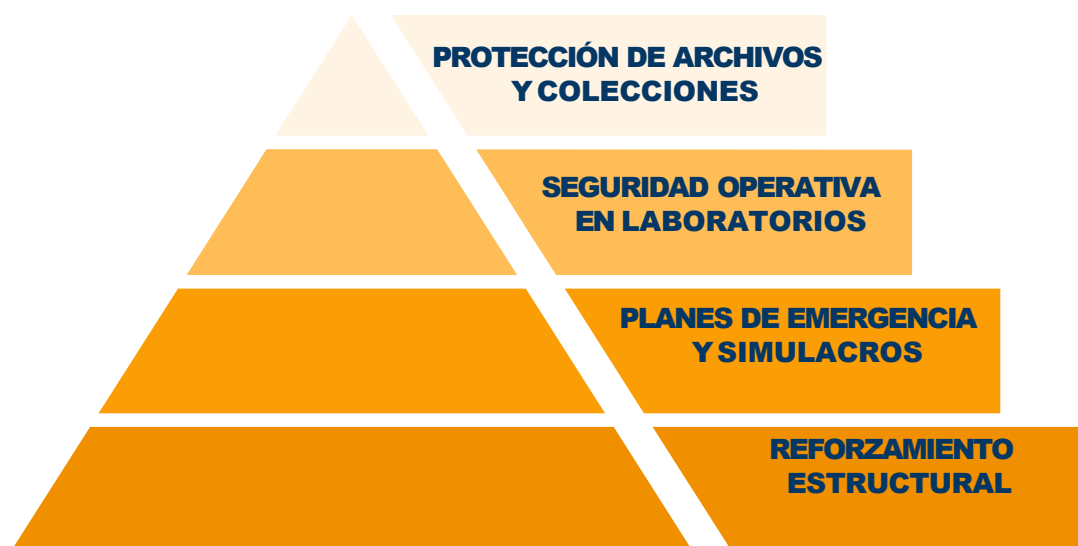 PROTECCIÓN DE ARCHIVOS
Y COLECCIONES
SEGURIDAD OPERATIVA
EN LABORATORIOS
PLANES DE EMERGENCIA
Y SIMULACROS
REFORZAMIENTO
ESTRUCTURAL